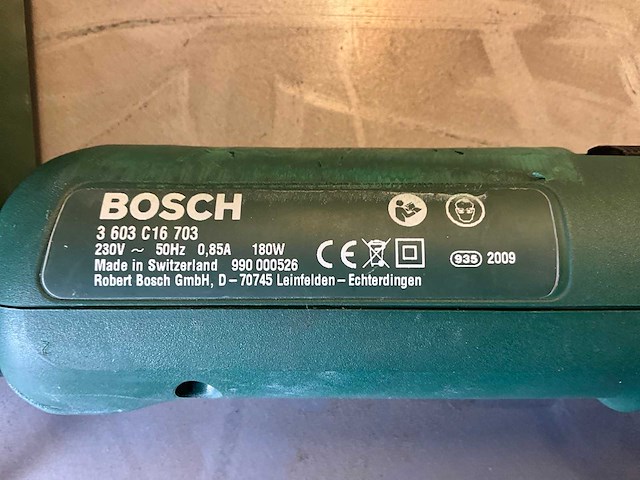 BOSCH
3 603 C16 703
230V ~ 50Hz 0,85A 180W
Made in Switzerland 990 000526
Robert Bosch GmbH, D-70745 Leinfelden-Echterdingen
CE
935 2009